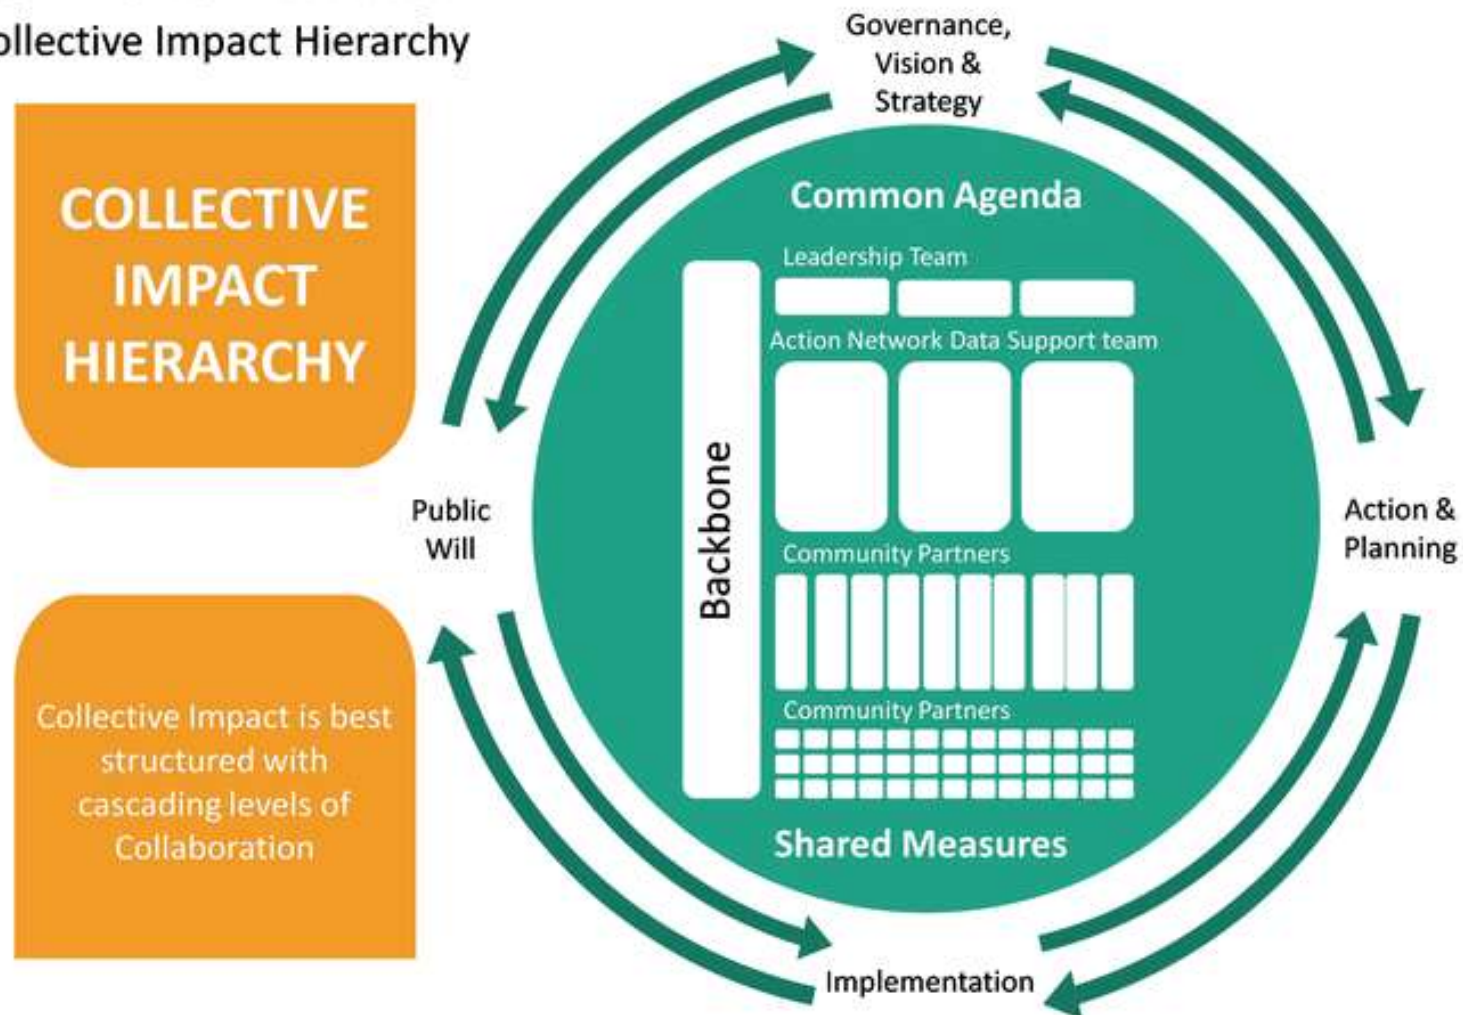 ollective Impact Hierarchy
COLLECTIVE
IMPACT
HIERARCHY
Collective Impact is best
structured with
cascading levels of
Collaboration
Governance,
Vision &
Strategy
Public
Will
Action &
Planning
Implementation
Common Agenda
Leadership Team
Action Network Data Support team
Backbone
Community Partners
Community Partners
Shared Measures